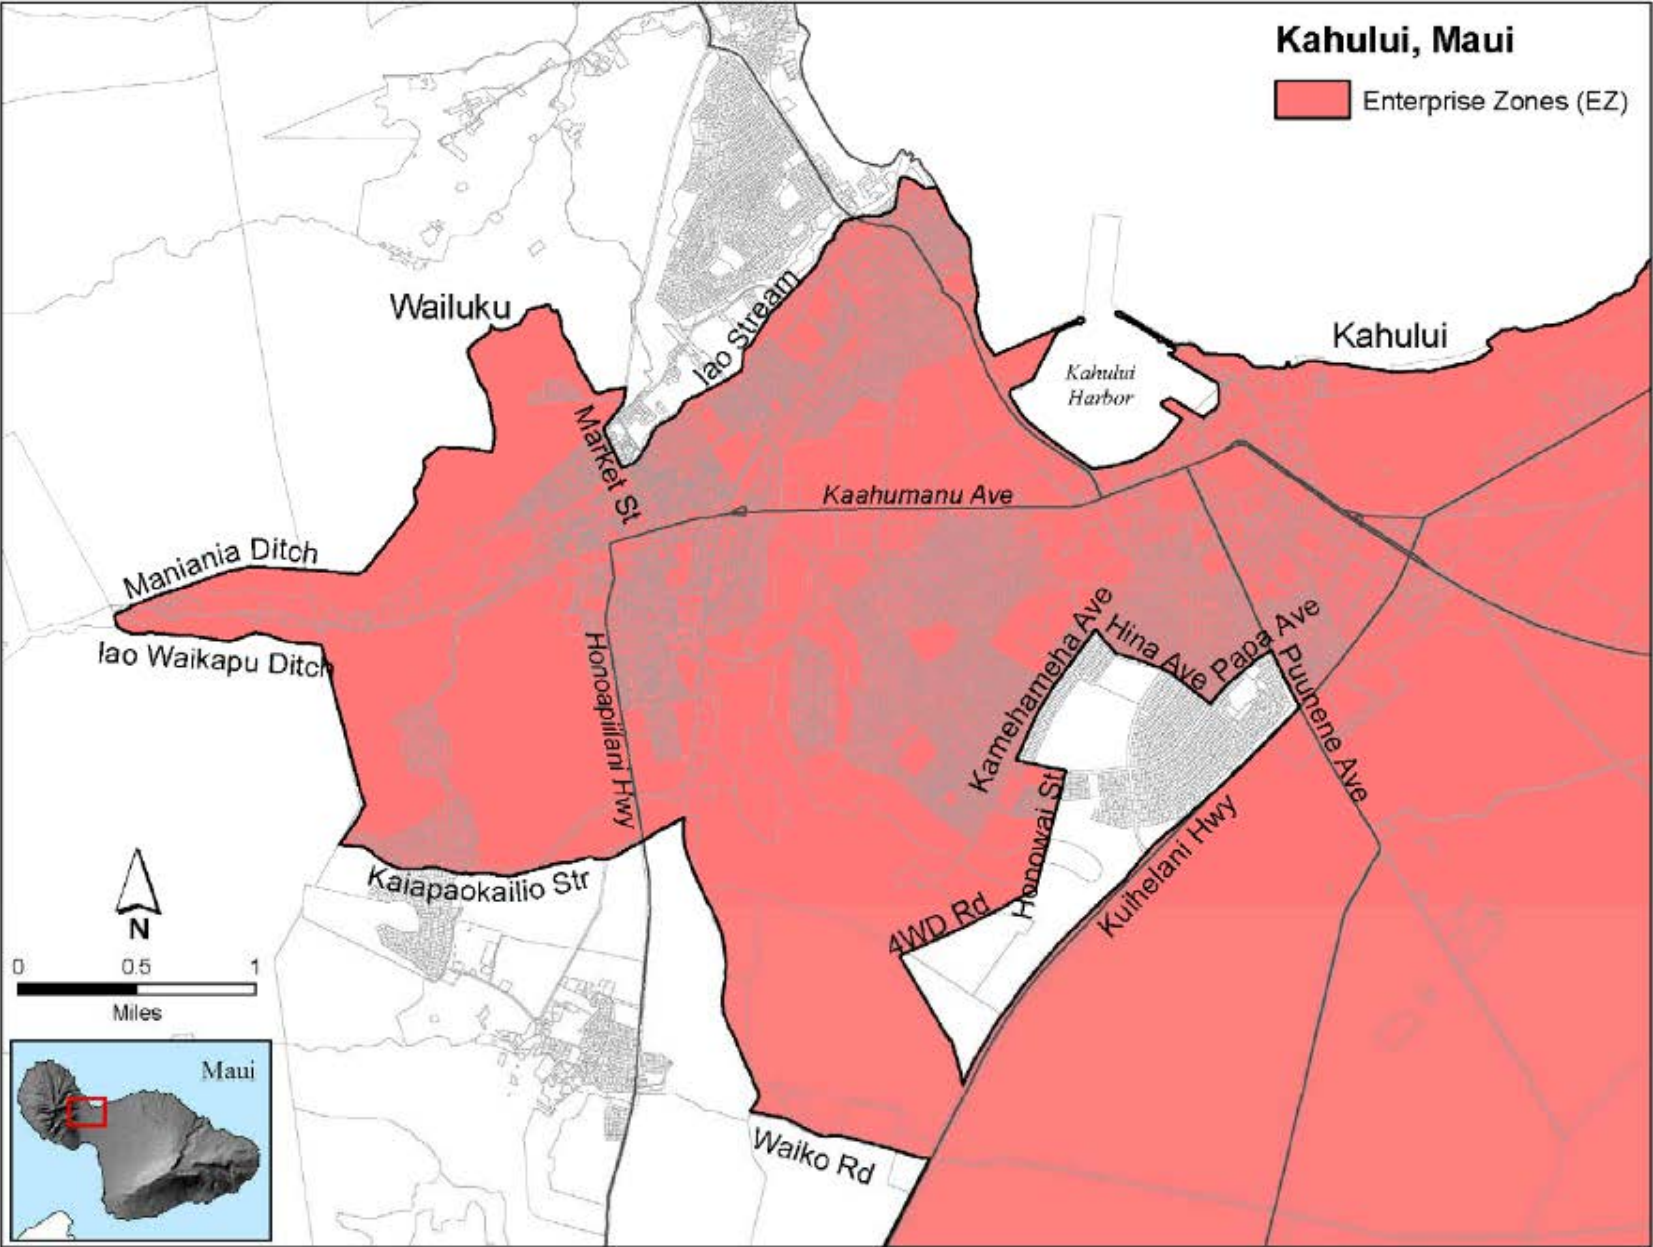 Kahului, Maui
Enterprise Zones (EZ)
Wailuku
Iao Stream
Kahului
Kahului
Harbor
Market St
Kaahumanu Ave
Maniania Ditch
Iao Waikapu Ditch
Honoapiilani Hwy
Kamehameha Ave
Hina Ave
Papa Ave
Puunene Ave
Honowai St
Kuihelani Hwy
Kaiapaokailio Str
4WD Rd
N
0 0.5 1
Miles
Maui
Waiko Rd